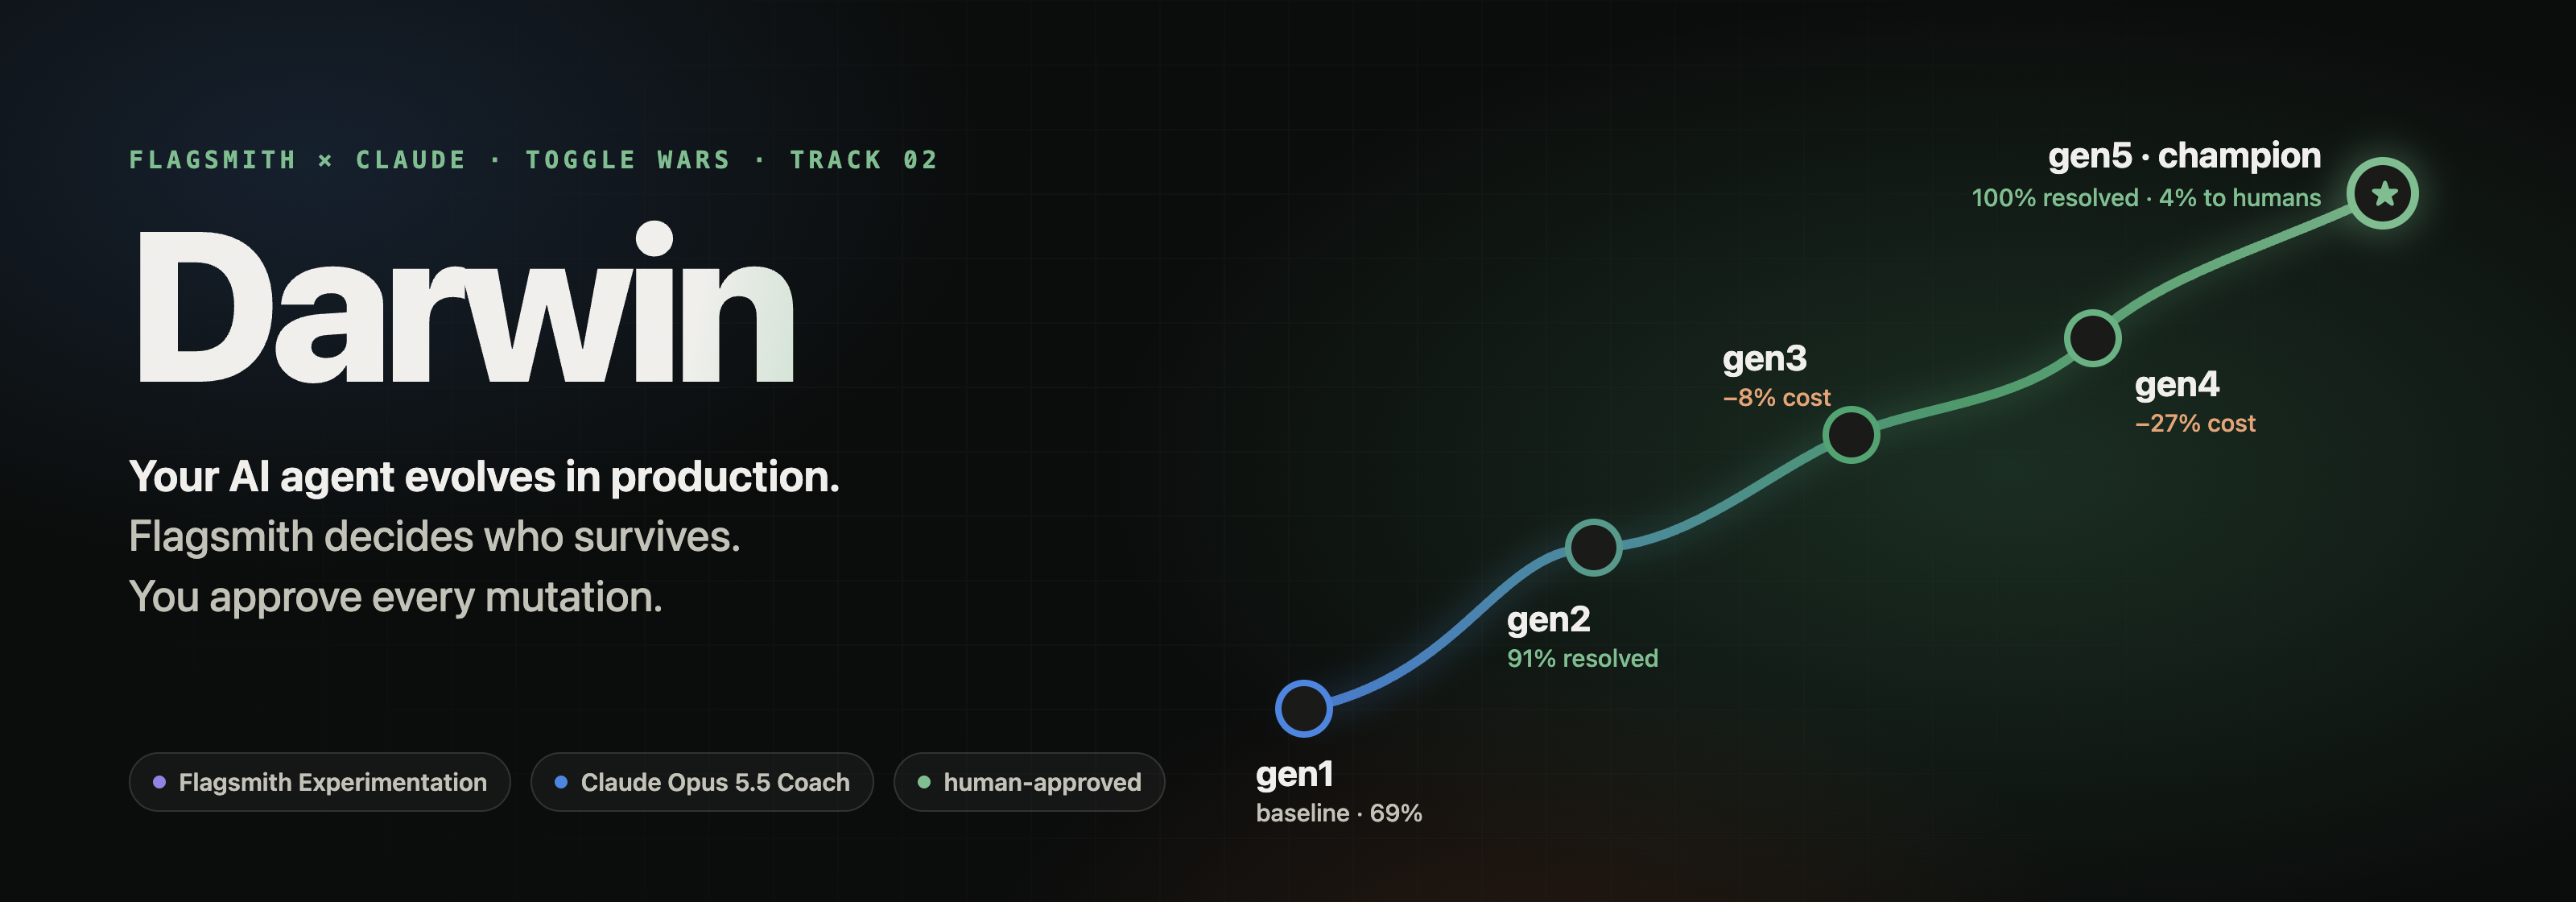 FLAGSMITH × CLAUDE · TOGGLE WARS · TRACK 02
Darwin
Your AI agent evolves in production.
Flagsmith decides who survives.
You approve every mutation.
Flagsmith Experimentation
Claude Opus 5.5 Coach
human-approved
gen1
baseline · 69%
gen2
91% resolved
gen3
−8% cost
gen4
−27% cost
gen5 · champion
100% resolved · 4% to humans